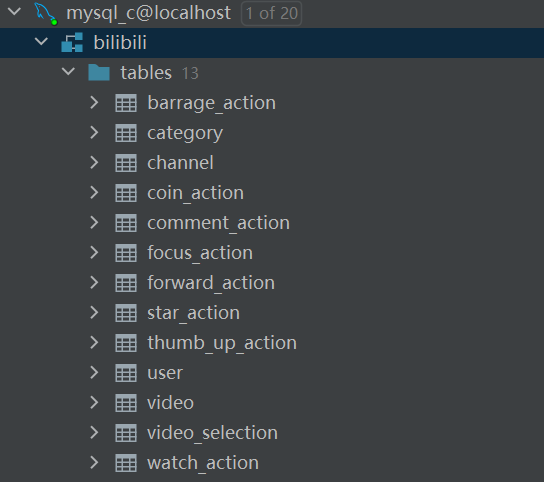 mysql_c@localhost 1 of 20
bilibili
tables 13
barrage_action
category
channel
coin_action
comment_action
focus_action
forward_action
star_action
thumb_up_action
user
video
video_selection
watch_action